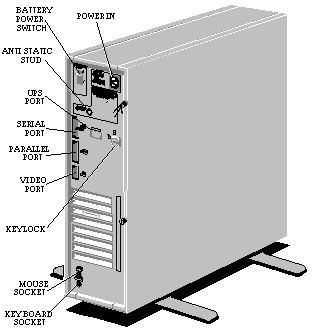 BATTERY
POWER
SWITCH
POWER IN
ANTI STATIC
STUD
UPS
PORT
SERIAL
PORT
PARALLEL
PORT
VIDEO
PORT
KEYLOCK
MOUSE
SOCKET
KEYBOARD
SOCKET